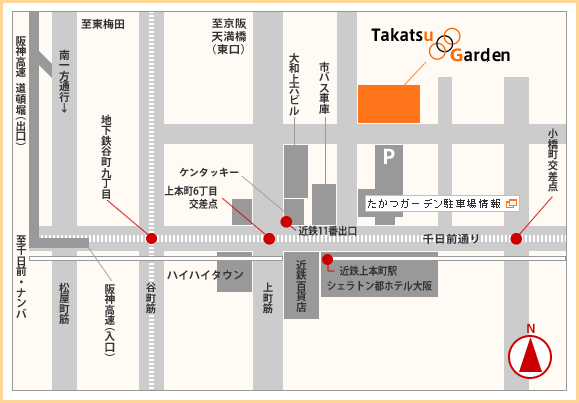 至東梅田
至京阪
天満橋
（東口）
Takatsu
Garden
阪神高速 道頓堀（出口）
南一方通行→
大和上六ビル
市バス車庫
地下鉄谷町九丁目
小橋町交差点
P
ケンタッキー
上本町6丁目
交差点
たかつガーデン駐車場情報
近鉄11番出口
千日前通り
至千日前・ナンバ
ハイハイタウン
近鉄百貨店
近鉄上本町駅
シェラトン都ホテル大阪
松屋町筋
阪神高速（入口）
谷町筋
上町筋
N